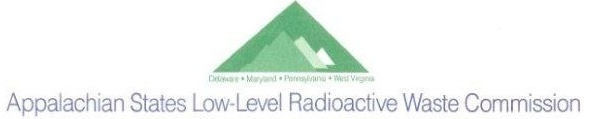 Delaware • Maryland • Pennsylvania • West Virginia
Appalachian States Low-Level Radioactive Waste Commission